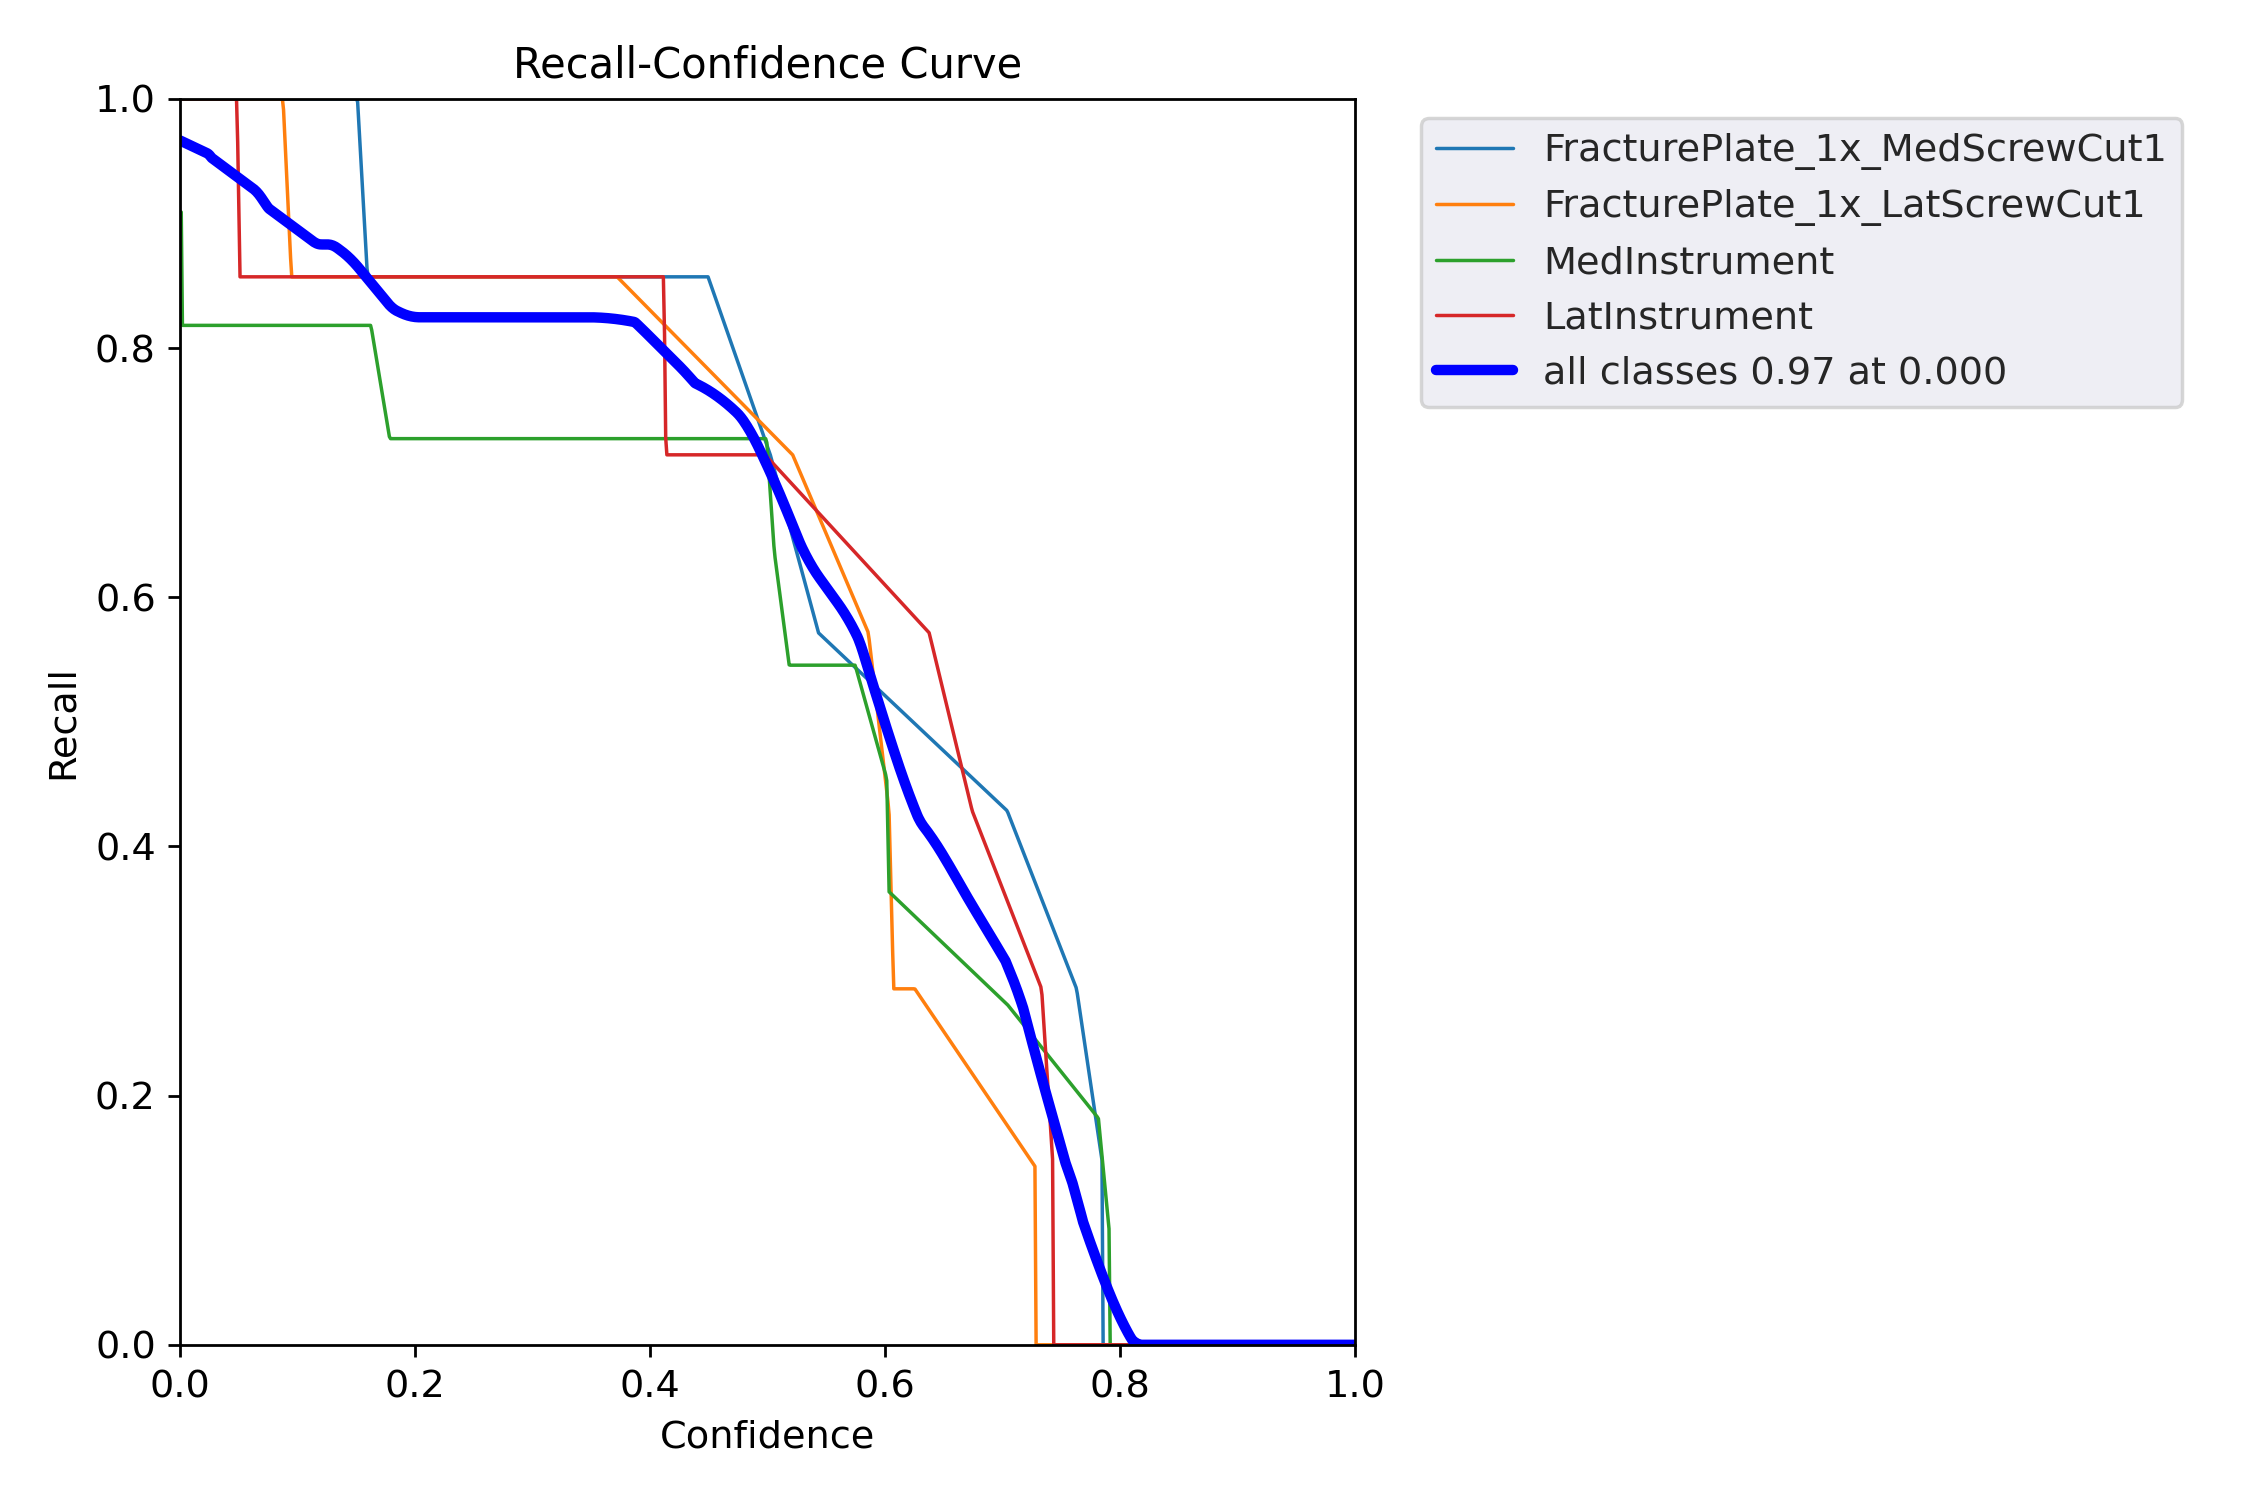 Recall-Confidence Curve
1.0
0.8
0.6
0.4
0.2
0.0
Recall
0.0 0.2 0.4 0.6 0.8 1.0
Confidence
FracturePlate_1x_MedScrewCut1
FracturePlate_1x_LatScrewCut1
MedInstrument
LatInstrument
all classes 0.97 at 0.000